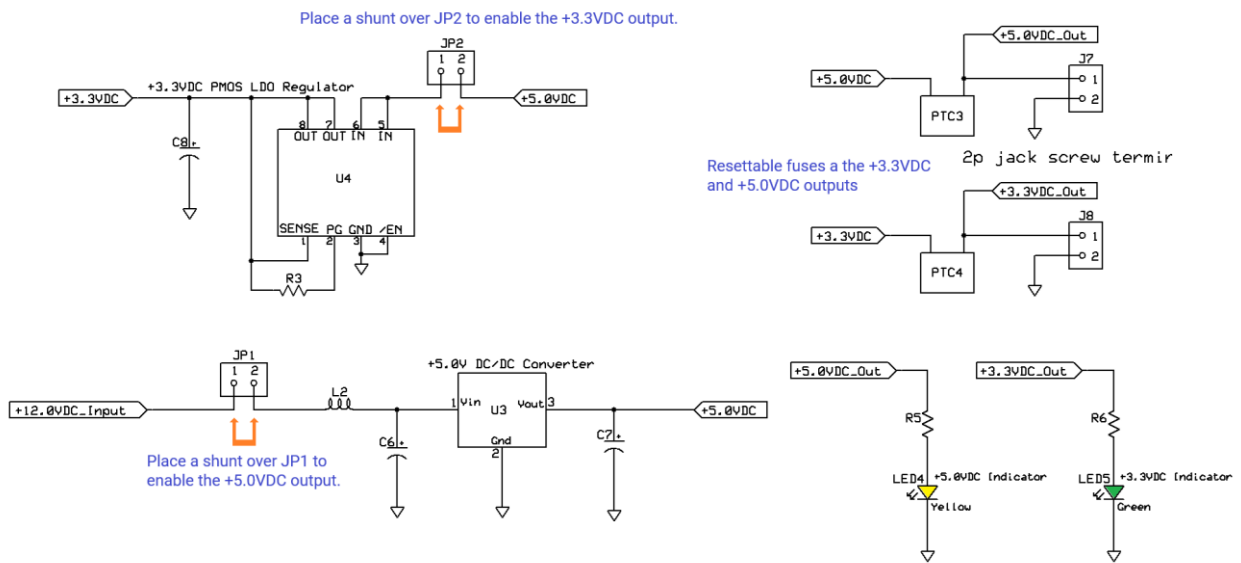 Place a shunt over JP2 to enable the +3.3VDC output.
JP2
1 2
+3.3VDC PMOS LDO Regulator
+3.3VDC
+5.0VDC
8 7 6 5
OUT OUT IN IN
C8 +
U4
SENSE PG GND /EN
1 2 3 4
R3
+5.0VDC_Out
J7
+5.0VDC
1
2
PTC3
2p jack screw termir
Resettable fuses a the +3.3VDC
and +5.0VDC outputs
+3.3VDC_Out
J8
+3.3VDC
1
2
PTC4
JP1
1 2
+5.0V DC/DC Converter
+12.0VDC_Input
L2
1 Vin U3 Vout 3
+5.0VDC
Gnd
2
C6 +
C7 +
Place a shunt over JP1 to
enable the +5.0VDC output.
+5.0VDC_Out
+3.3VDC_Out
R5
R6
LED4 +5.0VDC Indicator
Yellow
LED5 +3.3VDC Indicator
Green